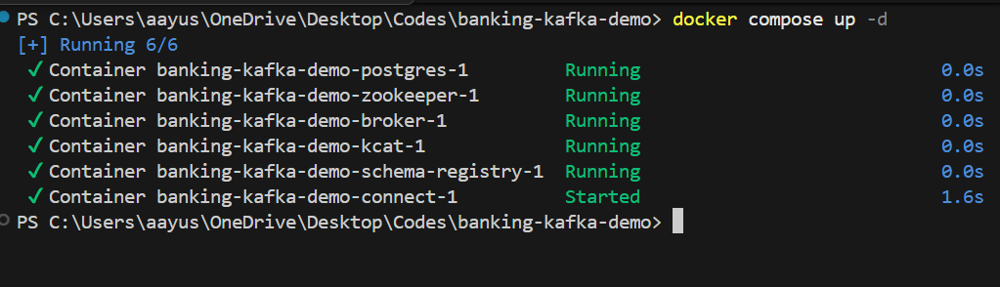 PS C:\Users\aayus\OneDrive\Desktop\Codes\banking-kafka-demo> docker compose up -d
[+] Running 6/6
✓ Container banking-kafka-demo-postgres-1 Running 0.0s
✓ Container banking-kafka-demo-zookeeper-1 Running 0.0s
✓ Container banking-kafka-demo-broker-1 Running 0.0s
✓ Container banking-kafka-demo-kcat-1 Running 0.0s
✓ Container banking-kafka-demo-schema-registry-1 Running 0.0s
✓ Container banking-kafka-demo-connect-1 Started 1.6s
PS C:\Users\aayus\OneDrive\Desktop\Codes\banking-kafka-demo>